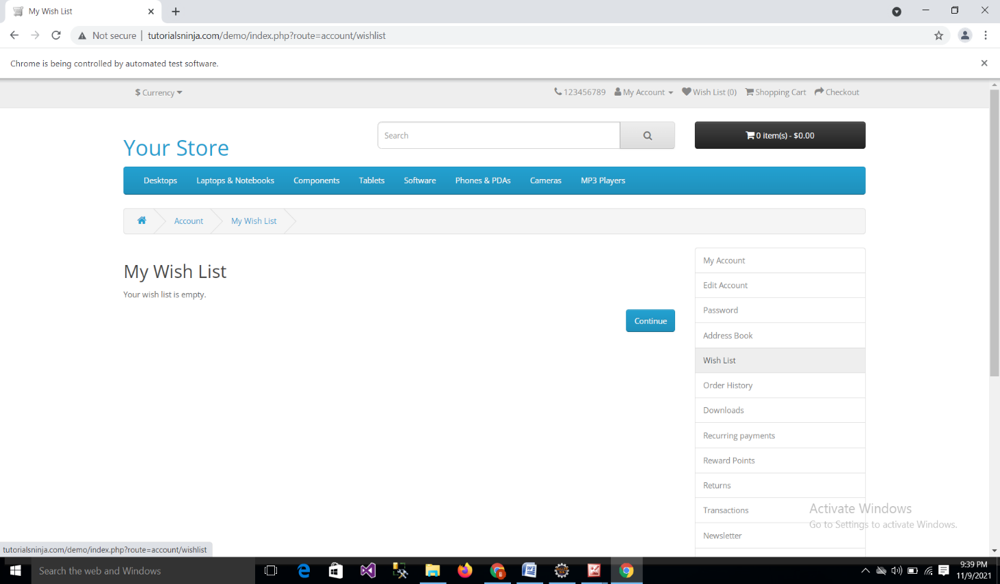 My Wish List
Not secure | tutorialsninja.com/demo/index.php?route=account/wishlist
Chrome is being controlled by automated test software.
$ Currency
123456789 My Account Wish List (0) Shopping Cart Checkout
Your Store
Search
0 item(s) - $0.00
Desktops Laptops & Notebooks Components Tablets Software Phones & PDAs Cameras MP3 Players
Account My Wish List
My Wish List
Your wish list is empty.
Continue
My Account
Edit Account
Password
Address Book
Wish List
Order History
Downloads
Recurring payments
Reward Points
Returns
Transactions
Newsletter
Activate Windows
Go to Settings to activate Windows.
tutorialsninja.com/demo/index.php?route=account/wishlist
Search the web and Windows
9:39 PM
11/9/2021